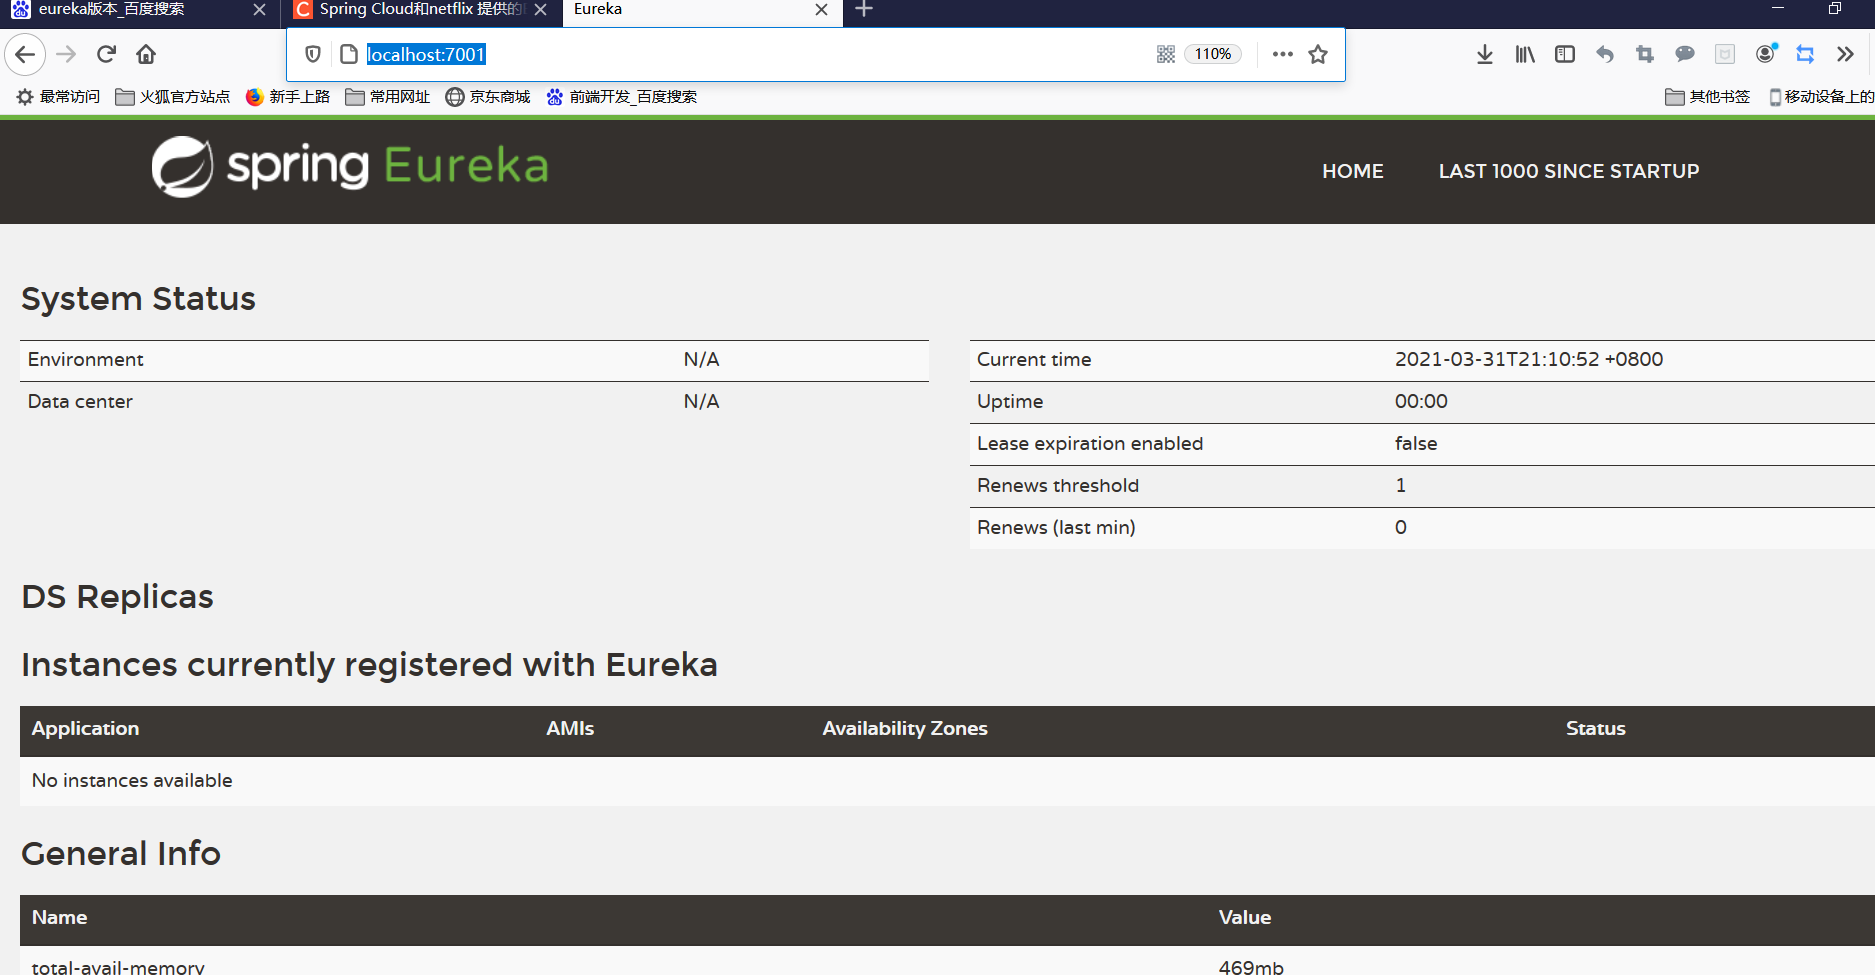 eureka版本_百度搜索
Spring Cloud和netflix 提供的
Eureka
localhost:7001
110%
最常访问 火狐官方站点 新手上路 常用网址 京东商城 前端开发_百度搜索 其他书签 移动设备上的
spring Eureka
HOME LAST 1000 SINCE STARTUP
System Status
Environment N/A
Data center N/A
Current time 2021-03-31T21:10:52 +0800
Uptime 00:00
Lease expiration enabled false
Renews threshold 1
Renews (last min) 0
DS Replicas
Instances currently registered with Eureka
Application AMIs Availability Zones Status
No instances available
General Info
Name Value
total-avail-memory 469mb